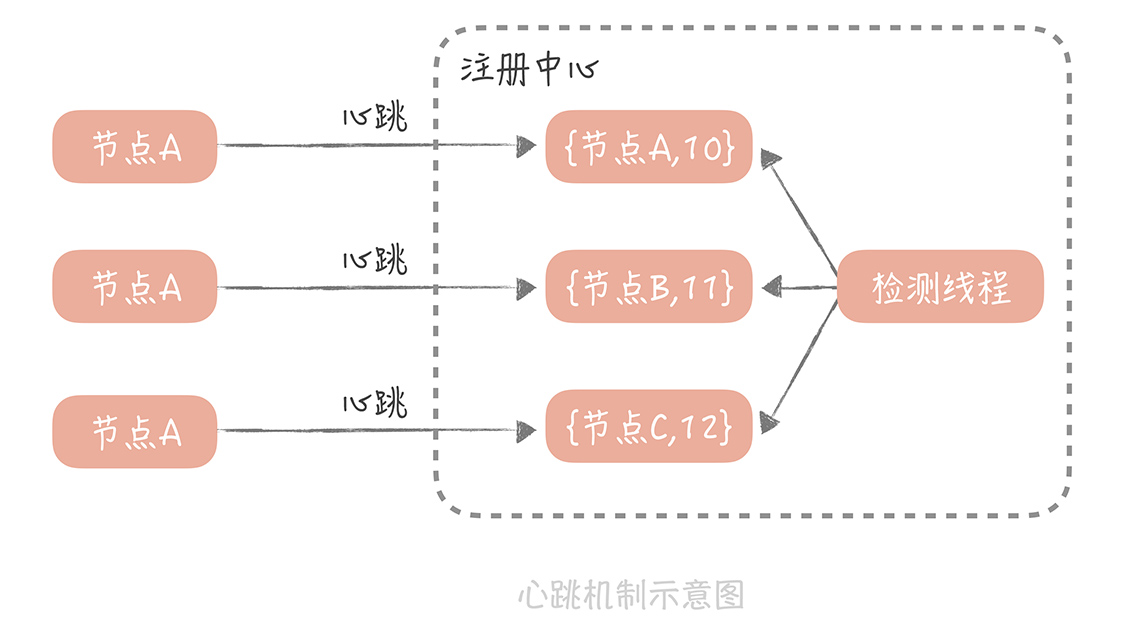 注册中心
心跳
节点A
{节点A,10}
心跳
节点A
{节点B,11}
检测线程
心跳
节点A
{节点C,12}
心跳机制示意图